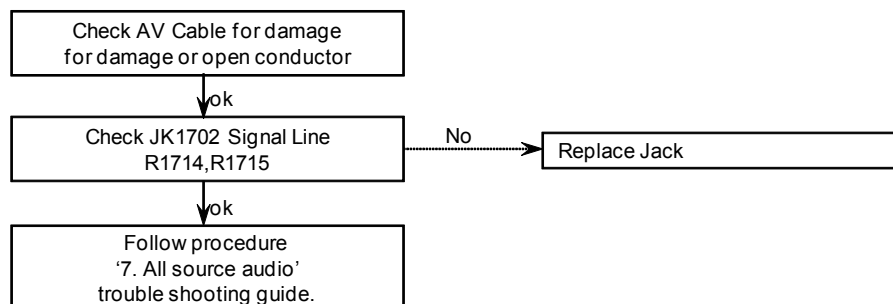 Check AV Cable for damage
for damage or open conductor
ok
Check JK1702 Signal Line
R1714,R1715
No
Replace Jack
ok
Follow procedure
‘7. All source audio’
trouble shooting guide.